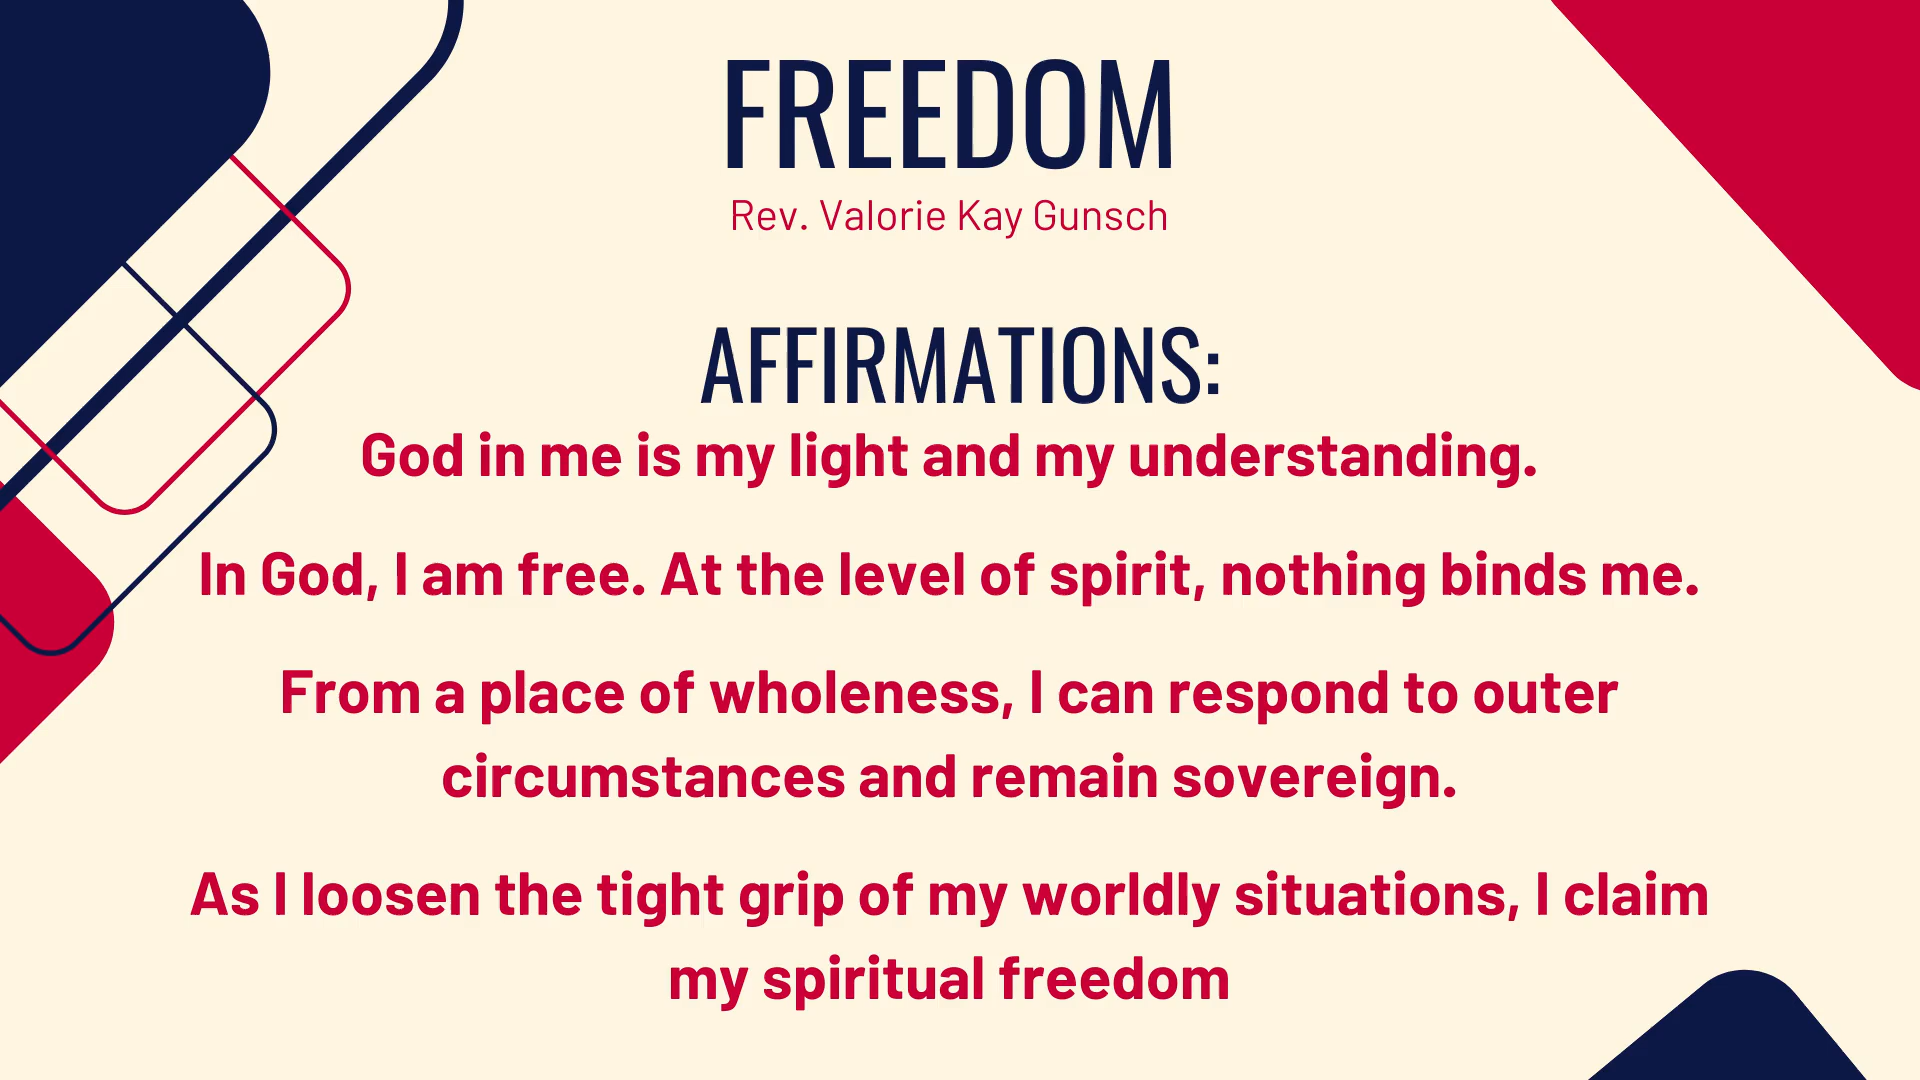 FREEDOM
Rev. Valorie Kay Gunsch
AFFIRMATIONS:
God in me is my light and my understanding.
In God, I am free. At the level of spirit, nothing binds me.
From a place of wholeness, I can respond to outer
circumstances and remain sovereign.
As I loosen the tight grip of my worldly situations, I claim
my spiritual freedom